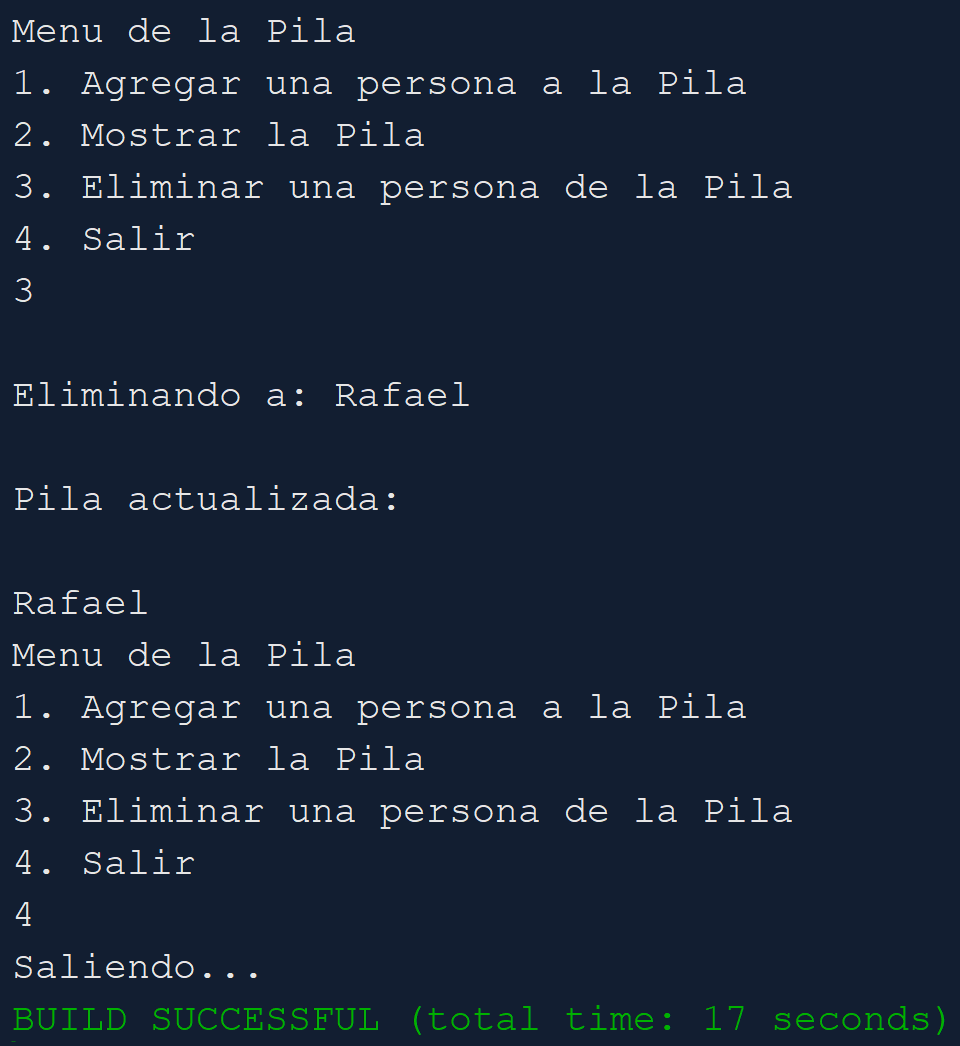 Menu de la Pila
1. Agregar una persona a la Pila
2. Mostrar la Pila
3. Eliminar una persona de la Pila
4. Salir
3
Eliminando a: Rafael
Pila actualizada:
Rafael
Menu de la Pila
1. Agregar una persona a la Pila
2. Mostrar la Pila
3. Eliminar una persona de la Pila
4. Salir
4
Saliendo...
BUILD SUCCESSFUL (total time: 17 seconds)